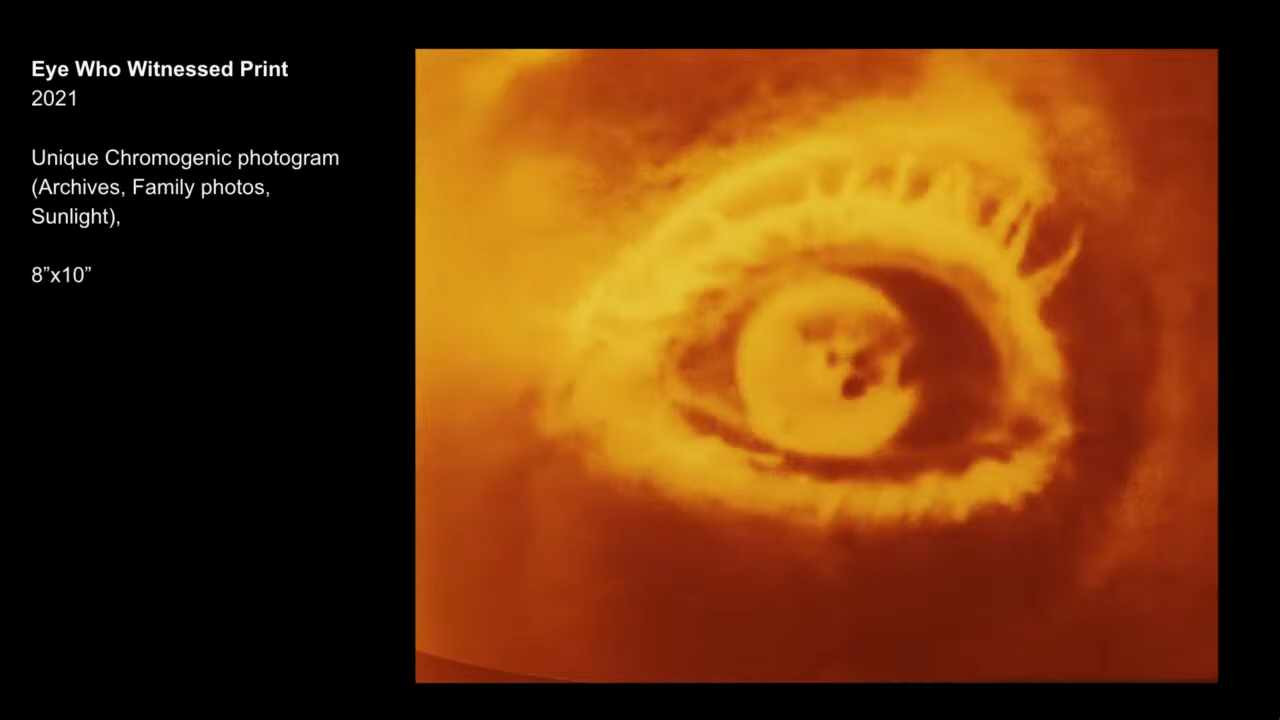 Eye Who Witnessed Print
2021
Unique Chromogenic photogram
(Archives, Family photos,
Sunlight),
8”x10”